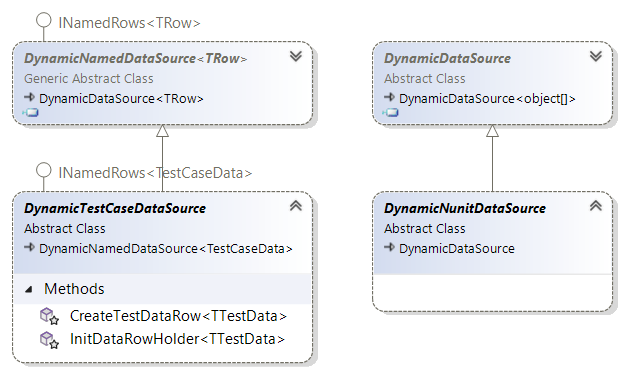 INamedRows<TRow>
DynamicNamedDataSource<TRow>
Generic Abstract Class
DynamicDataSource<TRow>
DynamicDataSource
Abstract Class
DynamicDataSource<object[]>
INamedRows<TestCaseData>
DynamicTestCaseDataSource
Abstract Class
DynamicNamedDataSource<TestCaseData>
Methods
CreateTestDataRow<TTestData>
InitDataRowHolder<TTestData>
DynamicNunitDataSource
Abstract Class
DynamicDataSource